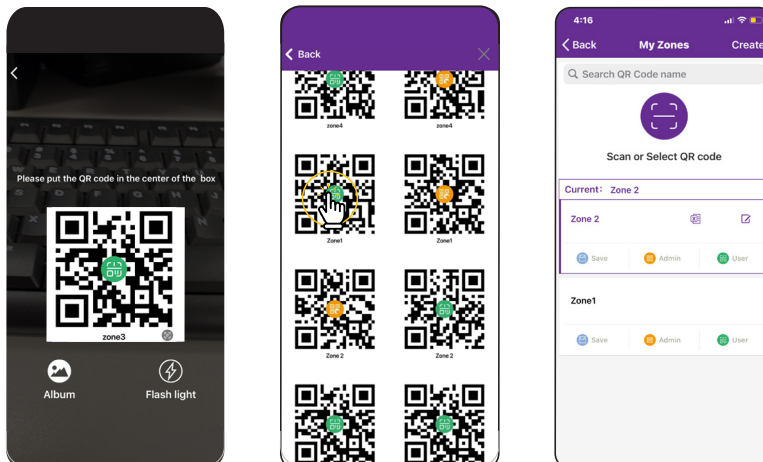 Please put the QR code in the center of the box
zone3
Album
Flash light
Back
zone4
zone4
Zone1
Zone1
Zone 2
Zone 2
4:16
Back
My Zones
Create
Search QR Code name
Scan or Select QR code
Current: Zone 2
Zone 2
Save
Admin
User
Zone1
Save
Admin
User